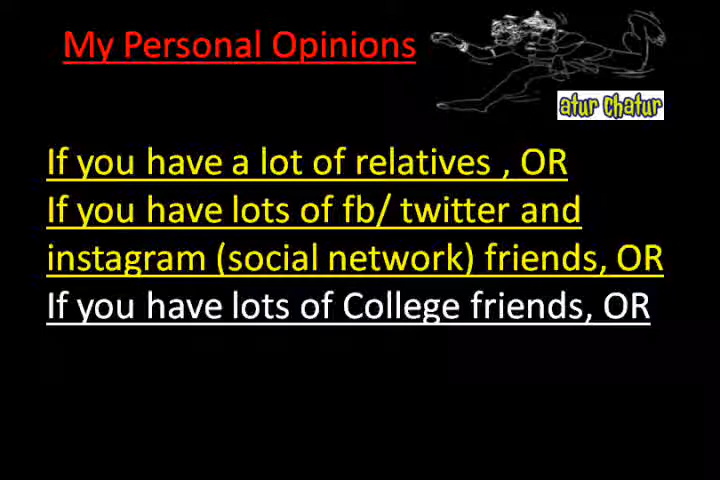 My Personal Opinions
atur chatur
If you have a lot of relatives , OR
If you have lots of fb/ twitter and
instagram (social network) friends, OR
If you have lots of College friends, OR